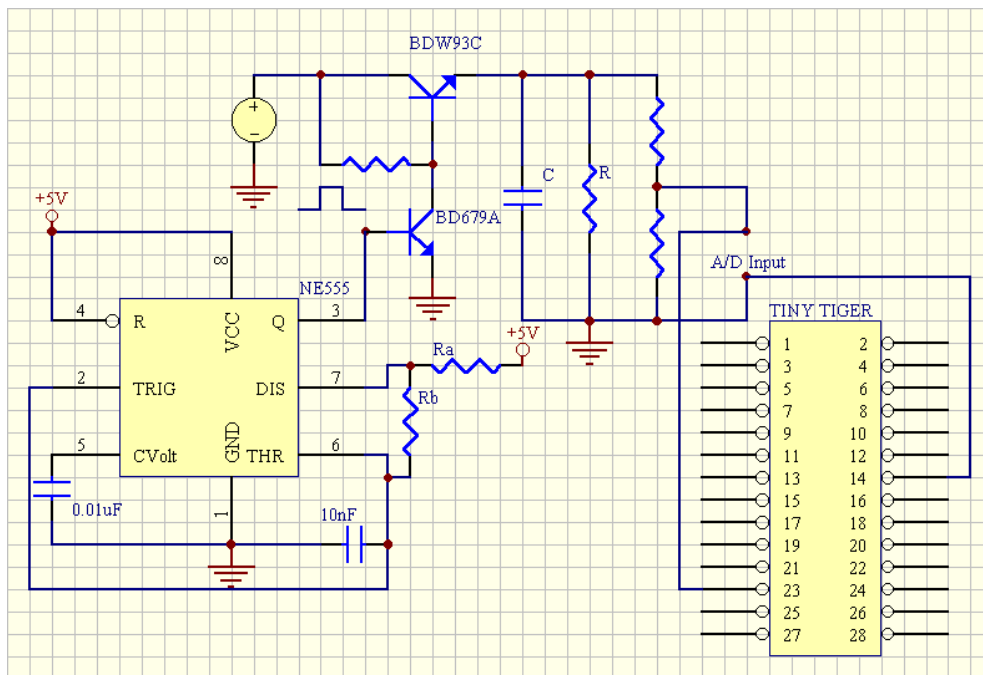 BDW93C
+
−
C
R
+5V
BD679A
8
A/D Input
NE555
TINY TIGER
4 R VCC Q 3
+5V
Ra
1 2
3 4
2 TRIG DIS 7
5 6
Rb
7 8
9 10
5 CVolt GND THR 6
11 12
13 14
0.01uF
1
10nF
15 16
17 18
19 20
21 22
23 24
25 26
27 28